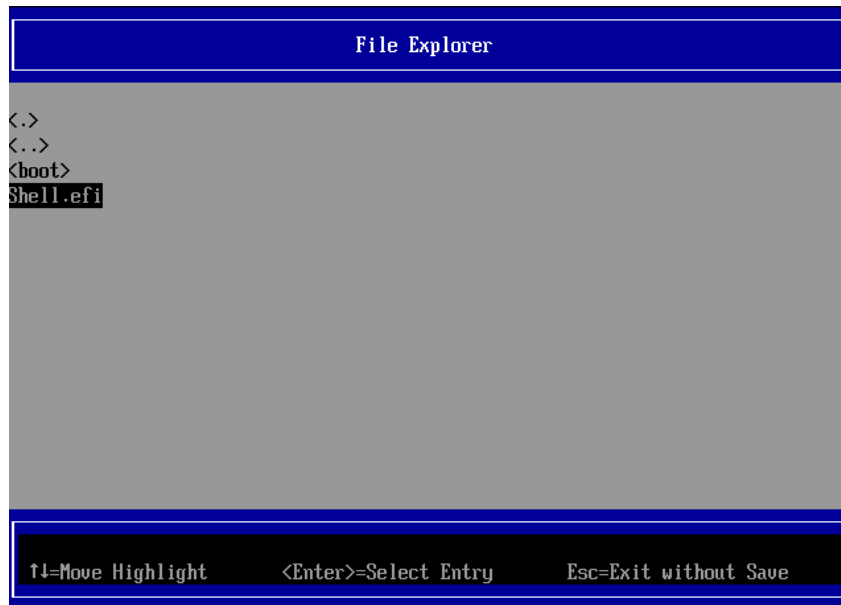 File Explorer
<.>
<..>
<boot>
Shell.efi
↑↓=Move Highlight <Enter>=Select Entry Esc=Exit without Save